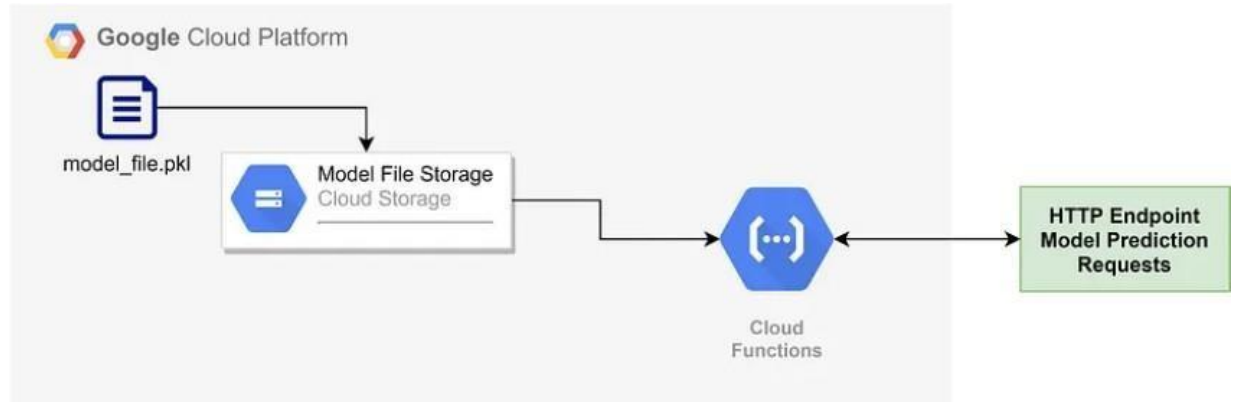 Google Cloud Platform
model_file.pkl
Model File Storage
Cloud Storage
HTTP Endpoint
Model Prediction
Requests
Cloud
Functions